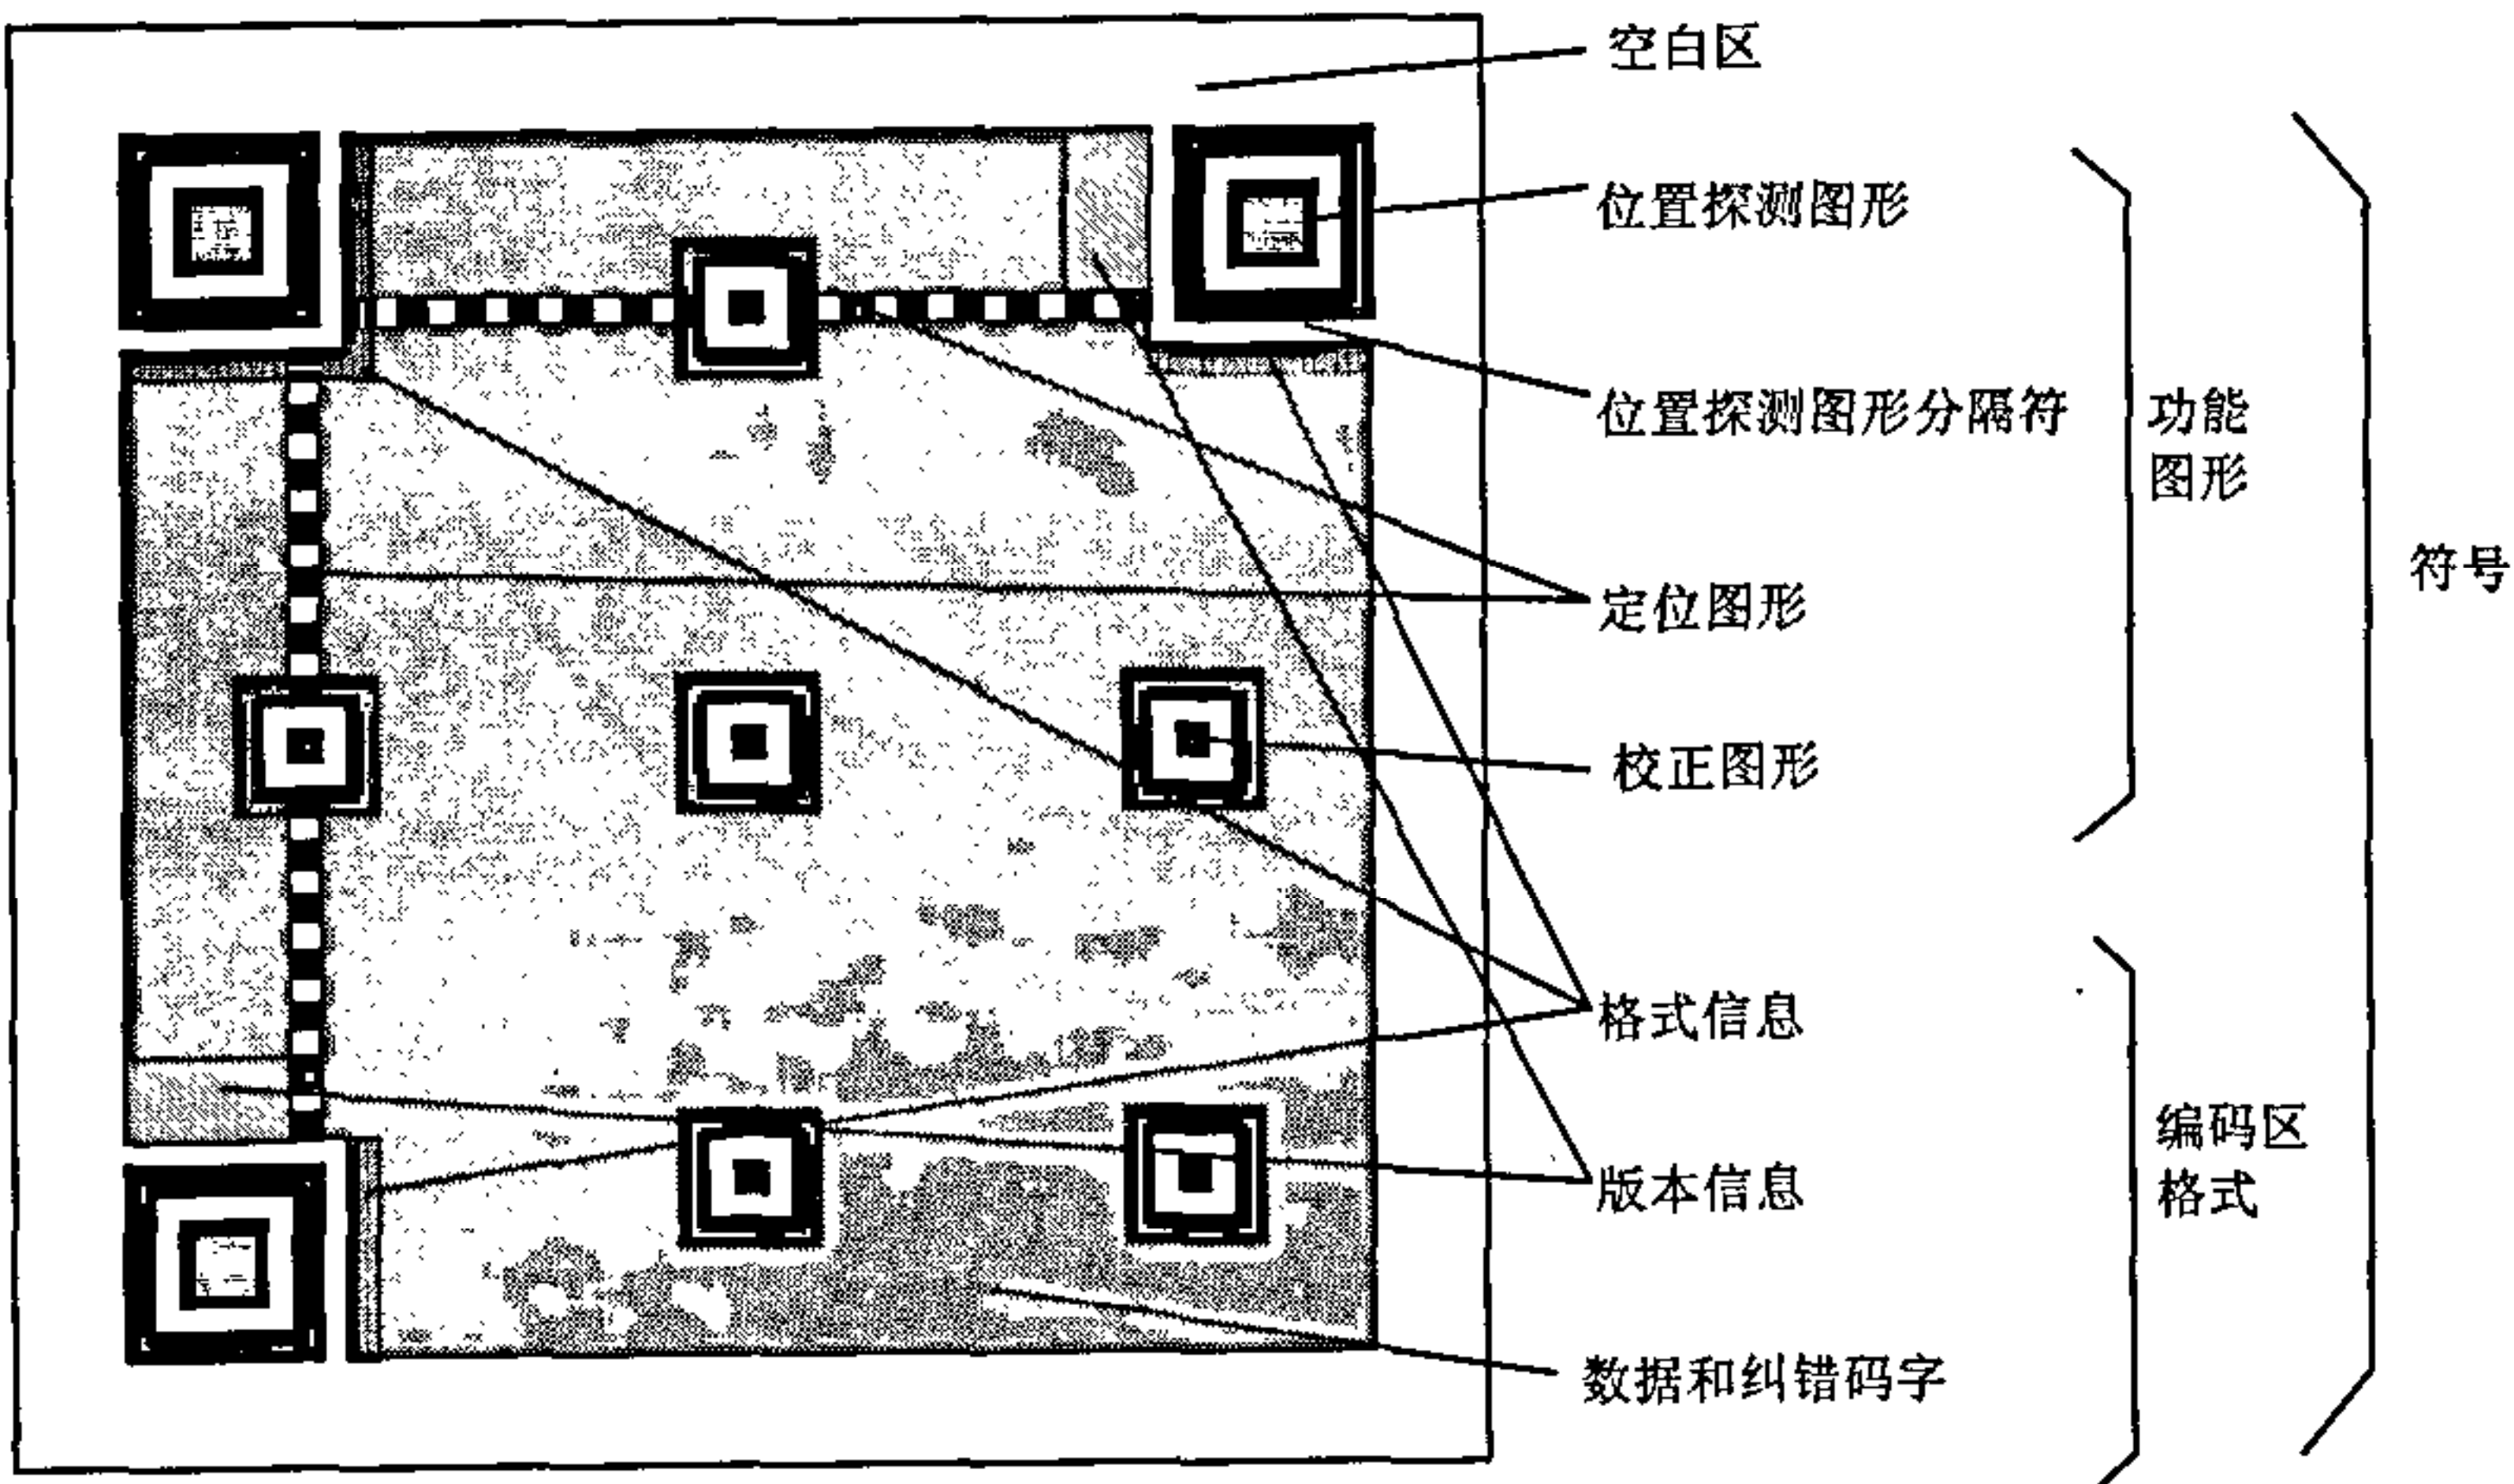 空白区
位置探测图形
位置探测图形分隔符
功能
图形
符号
定位图形
校正图形
格式信息
编码区
格式
版本信息
数据和纠错码字